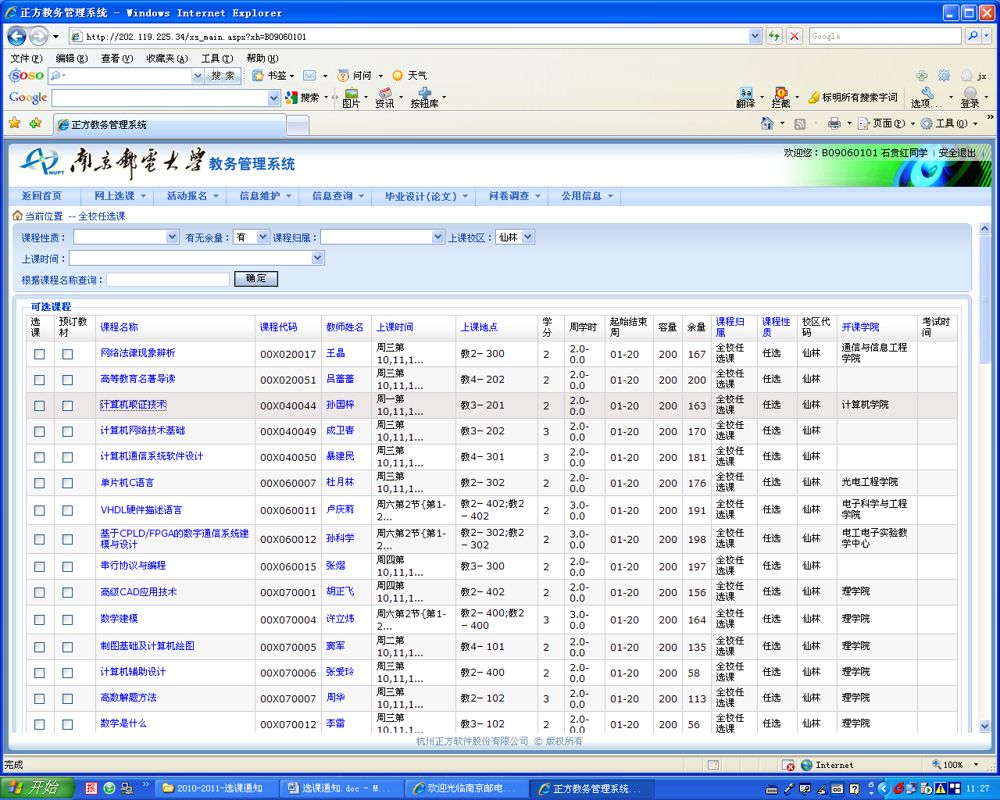 正方教务管理系统 - Windows Internet Explorer
http://202.119.225.34/xs_main.aspx?xh=B09060101
Google
文件(F) 编辑(E) 查看(V) 收藏夹(A) 工具(T) 帮助(H)
SOSO 搜 索 书签 问问 天气 jx
Google 搜索 图片 资讯 按钮库 翻译 拦截 标明所有搜索字词 选项... 登录
正方教务管理系统 页面(P) 工具(O)
NUPT 南京邮电大学 教务管理系统 欢迎您：B09060101 石贵红同学 安全退出
返回首页 网上选课 活动报名 信息维护 信息查询 毕业设计(论文) 问卷调查 公用信息
当前位置 -- 全校任选课
课程性质： 有无余量： 有 课程归属： 上课校区： 仙林
上课时间：
根据课程名称查询： 确定
可选课程
选课 预订教材 课程名称 课程代码 教师姓名 上课时间 上课地点 学分 周学时 起始结束周 容量 余量 课程归属 课程性质 校区代码 开课学院 考试时间
网络法律现象辨析 00X020017 王晶 周三第10,11,1... 教2－300 2 2.0-0.0 01-20 200 167 全校任选课 任选 仙林 通信与信息工程学院
高等教育名著导读 00X020051 吕蔷蔷 周三第10,11,1... 教4－202 2 2.0-0.0 01-20 200 200 全校任选课 任选 仙林
计算机取证技术 00X040044 孙国梓 周一第10,11,1... 教3－201 2 2.0-0.0 01-20 200 163 全校任选课 任选 仙林 计算机学院
计算机网络技术基础 00X040049 成卫青 周三第10,11,1... 教3－202 3 2.0-0.0 01-20 200 170 全校任选课 任选 仙林
计算机通信系统软件设计 00X040050 暴建民 周三第10,11,1... 教4－301 3 2.0-0.0 01-20 200 181 全校任选课 任选 仙林
单片机C语言 00X060007 杜月林 周三第10,11,1... 教2－302 2 2.0-0.0 01-20 200 176 全校任选课 任选 仙林 光电工程学院
VHDL硬件描述语言 00X060011 卢庆莉 周六第2节{第1-2... 教2－402;教2－402 2 3.0-0.0 01-20 200 191 全校任选课 任选 仙林 电子科学与工程学院
基于CPLD/FPGA的数字通信系统建模与设计 00X060012 孙科学 周六第2节{第1-2... 教2－302;教2－302 2 3.0-0.0 01-20 200 198 全校任选课 任选 仙林 电工电子实验教学中心
串行协议与编程 00X060015 张熠 周四第10,11,1... 教3－300 2 2.0-0.0 01-20 200 197 全校任选课 任选 仙林
高级CAD应用技术 00X070001 胡正飞 周四第10,11,1... 教2－402 2 2.0-0.0 01-20 200 156 全校任选课 任选 仙林 理学院
数学建模 00X070004 许立炜 周六第2节{第1-2... 教2－400;教2－400 3 3.0-0.0 01-20 200 164 全校任选课 任选 仙林 理学院
制图基础及计算机绘图 00X070005 窦军 周二第10,11,1... 教4－101 2 2.0-0.0 01-20 200 135 全校任选课 任选 仙林 理学院
计算机辅助设计 00X070006 张爱玲 周三第10,11,1... 教2－400 2 2.0-0.0 01-20 200 58 全校任选课 任选 仙林 理学院
高数解题方法 00X070007 周华 周三第10,11,1... 教2－102 3 2.0-0.0 01-20 200 113 全校任选课 任选 仙林 理学院
数学是什么 00X070012 李雷 周三第10,11,1... 教3－102 2 2.0-0.0 01-20 200 56 全校任选课 任选 仙林 理学院
杭州正方软件股份有限公司 © 版权所有
完成 Internet 100%
开始 报 2010-2011-选课通知 选课通知.doc - M... 欢迎光临南京邮电... 正方教务管理系统... 11:27